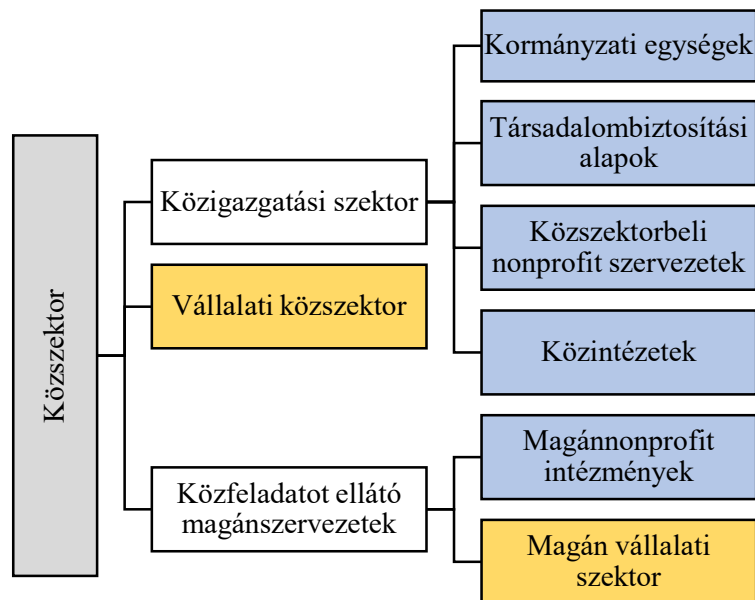 Közszektor
Közigazgatási szektor
Vállalati közszektor
Közfeladatot ellátó
magánszervezetek
Kormányzati egységek
Társadalombiztosítási
alapok
Közszektorbeli
nonprofit szervezetek
Közintézetek
Magánnonprofit
intézmények
Magán vállalati
szektor